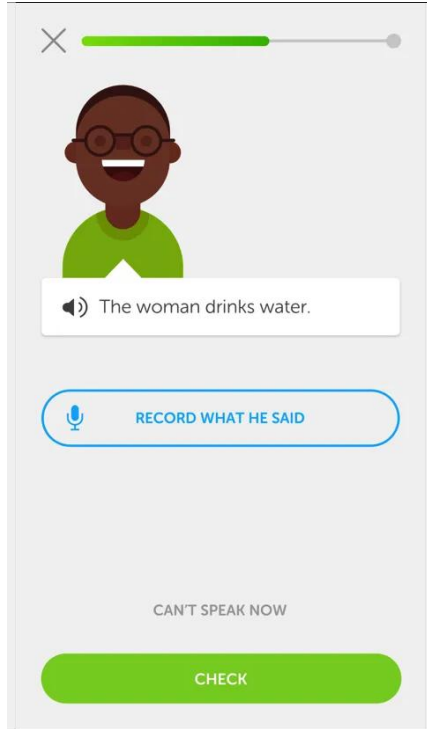 The woman drinks water.
RECORD WHAT HE SAID
CAN'T SPEAK NOW
CHECK